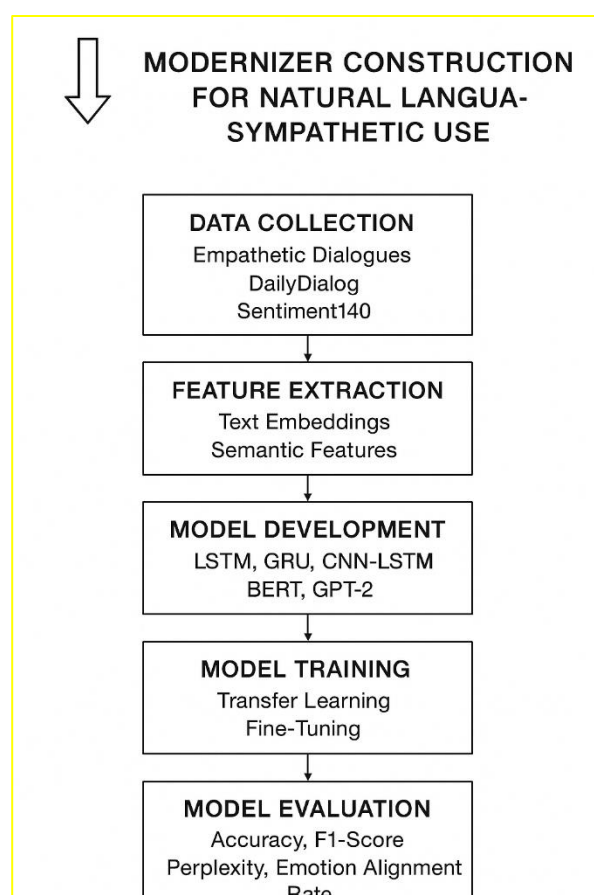 MODERNIZER CONSTRUCTION
FOR NATURAL LANGUA-
SYMPATHETIC USE
DATA COLLECTION
Empathetic Dialogues
DailyDialog
Sentiment140
FEATURE EXTRACTION
Text Embeddings
Semantic Features
MODEL DEVELOPMENT
LSTM, GRU, CNN-LSTM
BERT, GPT-2
MODEL TRAINING
Transfer Learning
Fine-Tuning
MODEL EVALUATION
Accuracy, F1-Score
Perplexity, Emotion Alignment
Rate